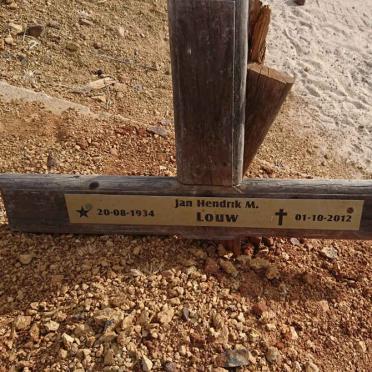 Jan Hendrik M.
★ 20-08-1934 Louw ✝ 01-10-2012